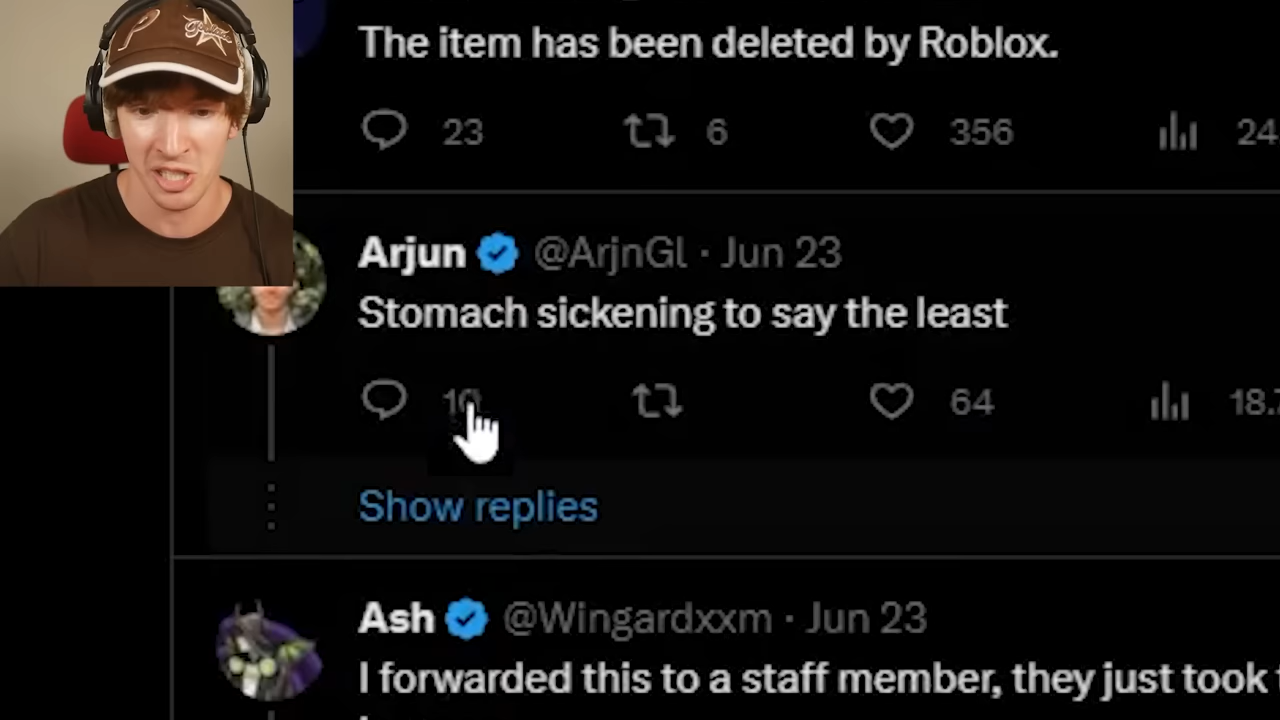 The item has been deleted by Roblox.
23 6 356 24
Arjun @ArjnGl · Jun 23
Stomach sickening to say the least
10 64 18.
Show replies
Ash @Wingardxxm · Jun 23
I forwarded this to a staff member, they just took